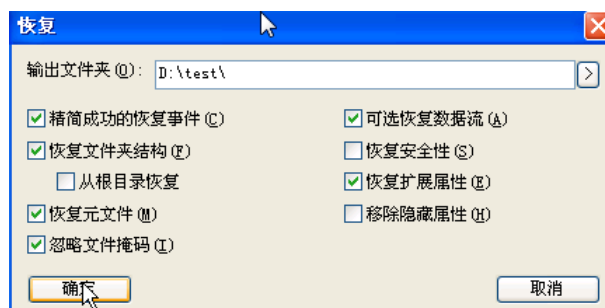 恢复
输出文件夹(O): D:\test\
精简成功的恢复事件(C)
可选恢复数据流(A)
恢复文件夹结构(F)
恢复安全性(S)
从根目录恢复
恢复扩展属性(E)
恢复元文件(M)
移除隐藏属性(H)
忽略文件掩码(I)
确定
取消